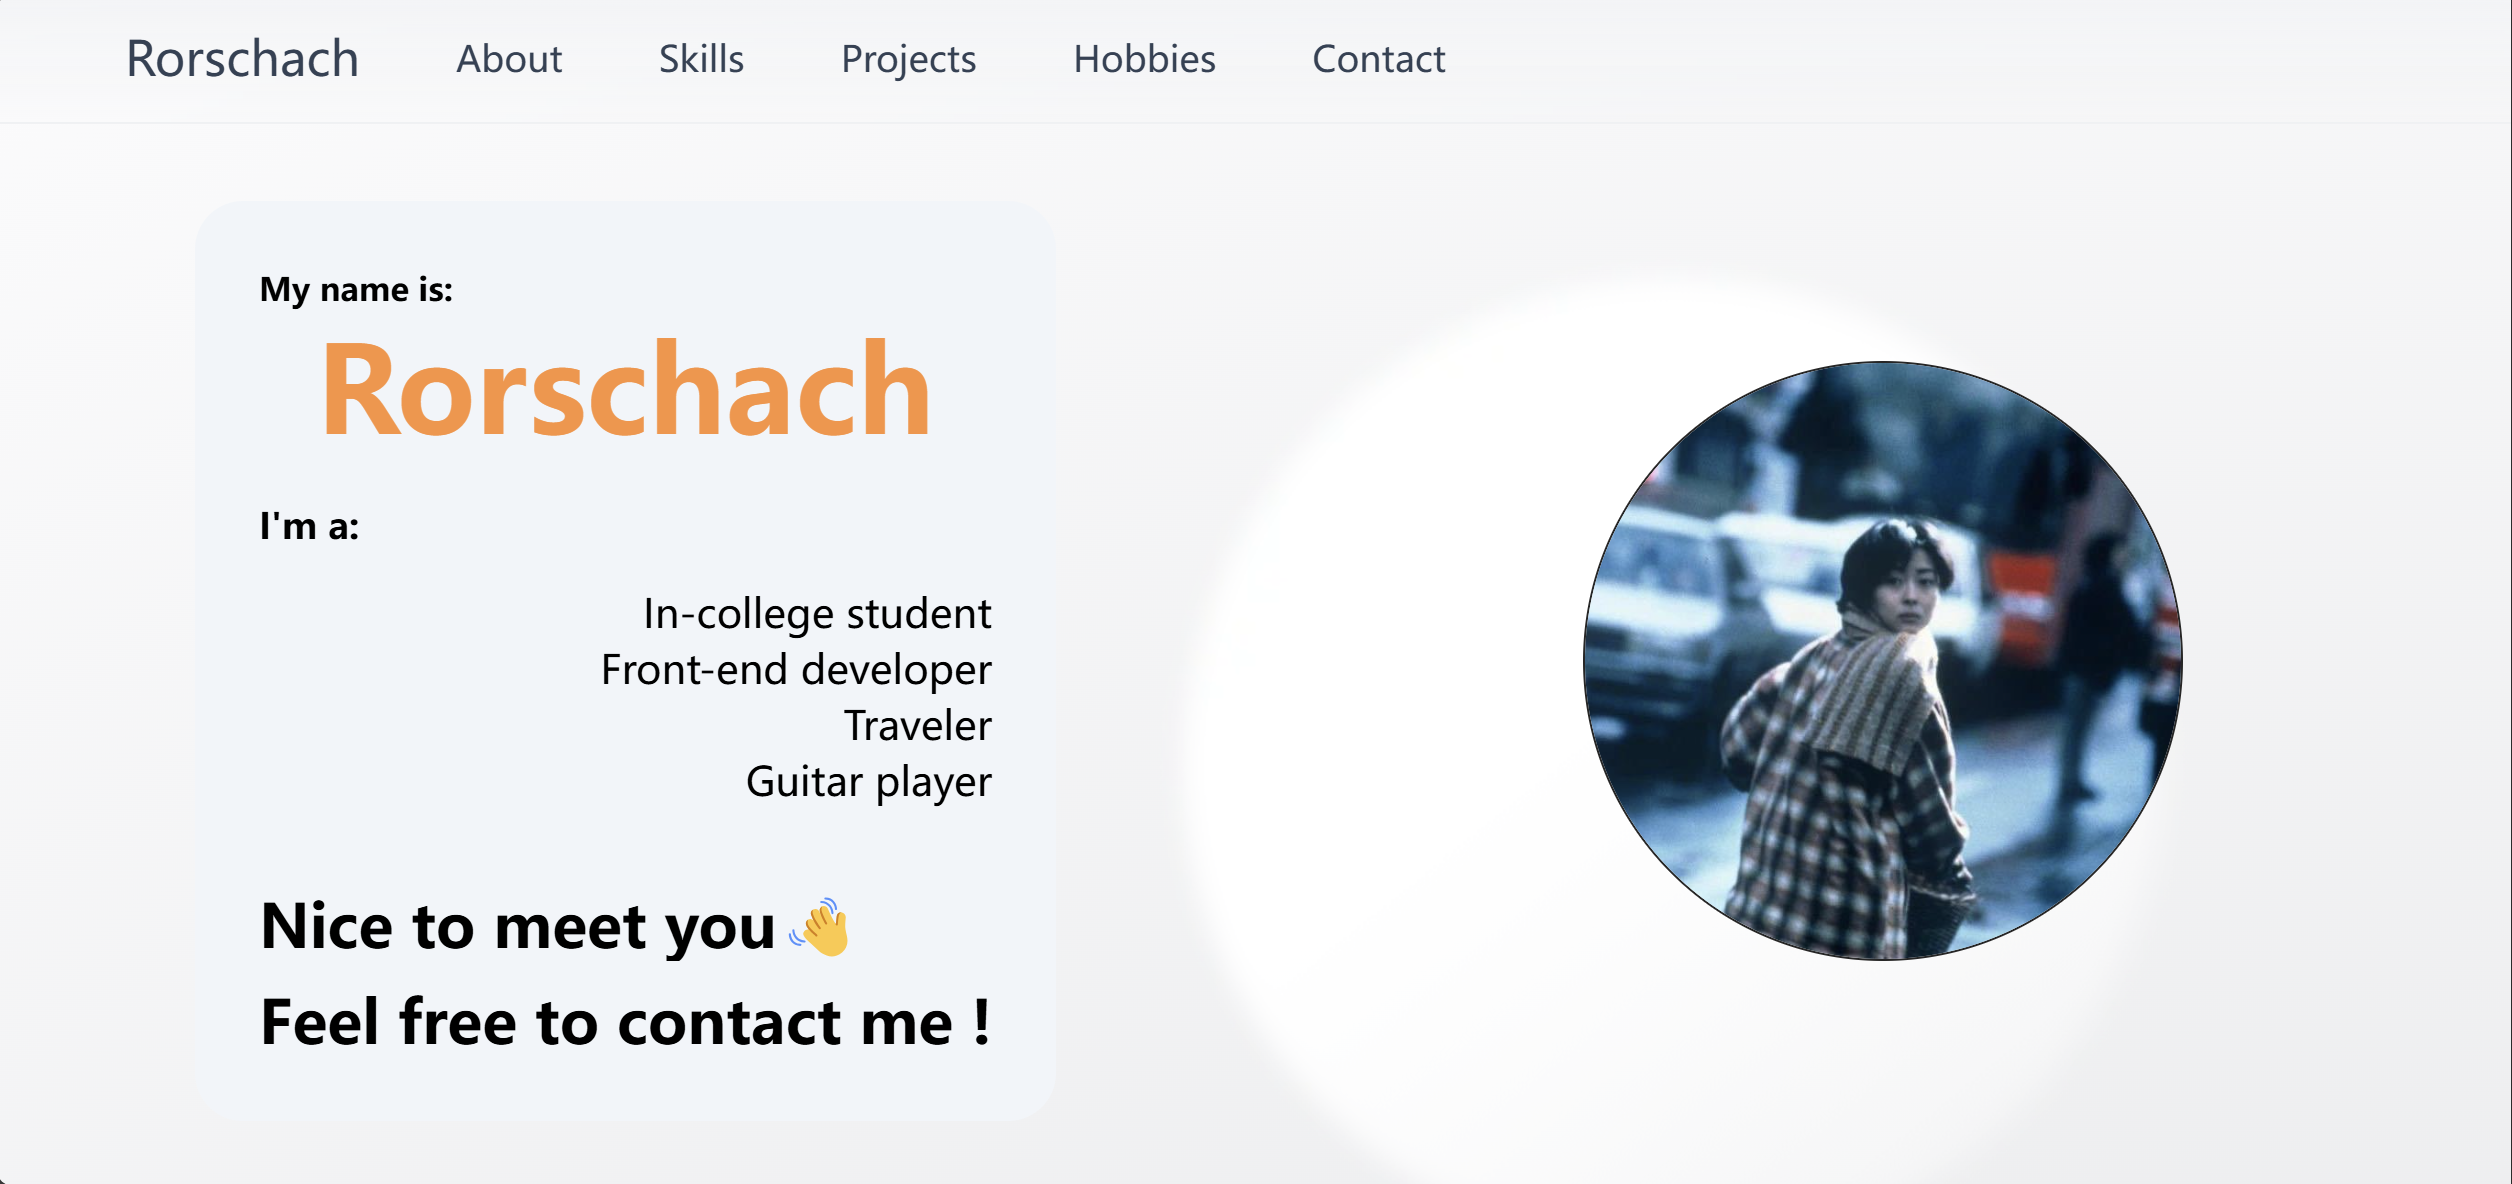 Rorschach About Skills Projects Hobbies Contact
My name is:
Rorschach
I'm a:
In-college student
Front-end developer
Traveler
Guitar player
Nice to meet you 👋
Feel free to contact me !